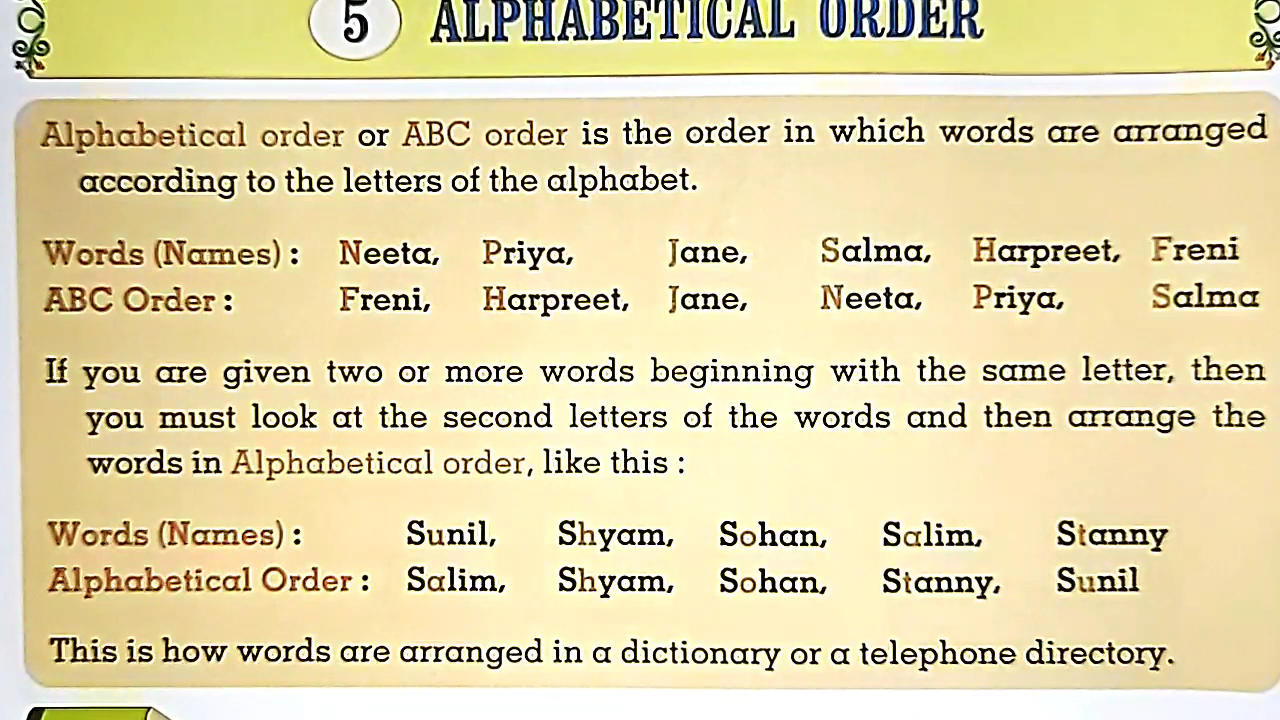 5 ALPHABETICAL ORDER
Alphabetical order or ABC order is the order in which words are arranged
according to the letters of the alphabet.
Words (Names) : Neeta, Priya, Jane, Salma, Harpreet, Freni
ABC Order : Freni, Harpreet, Jane, Neeta, Priya, Salma
If you are given two or more words beginning with the same letter, then
you must look at the second letters of the words and then arrange the
words in Alphabetical order, like this :
Words (Names) : Sunil, Shyam, Sohan, Salim, Stanny
Alphabetical Order : Salim, Shyam, Sohan, Stanny, Sunil
This is how words are arranged in a dictionary or a telephone directory.